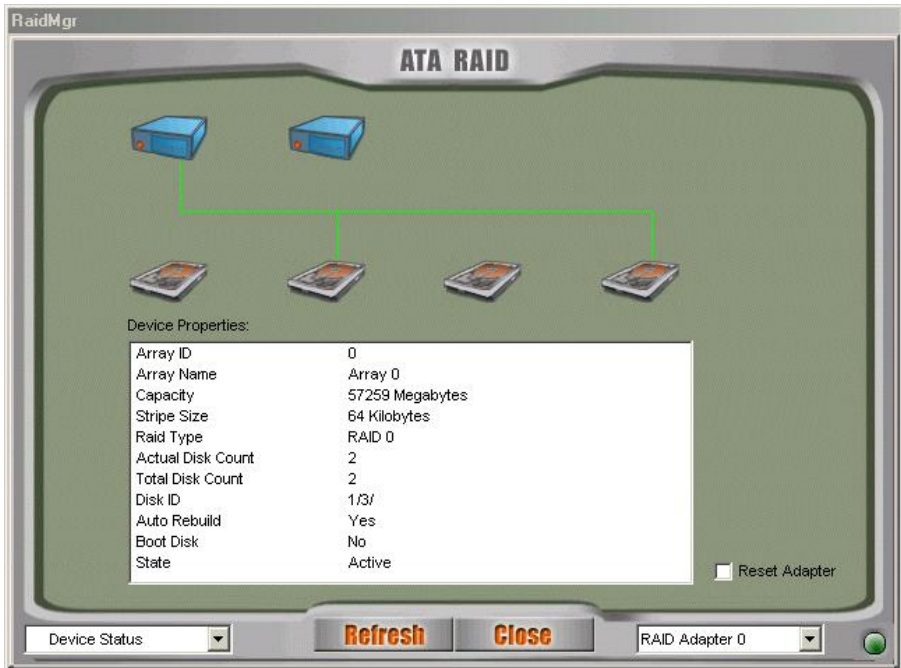 RaidMgr
ATA RAID
Device Properties:
Array ID 0
Array Name Array 0
Capacity 57259 Megabytes
Stripe Size 64 Kilobytes
Raid Type RAID 0
Actual Disk Count 2
Total Disk Count 2
Disk ID 1/3/
Auto Rebuild Yes
Boot Disk No
State Active
Reset Adapter
Device Status Refresh Close RAID Adapter 0